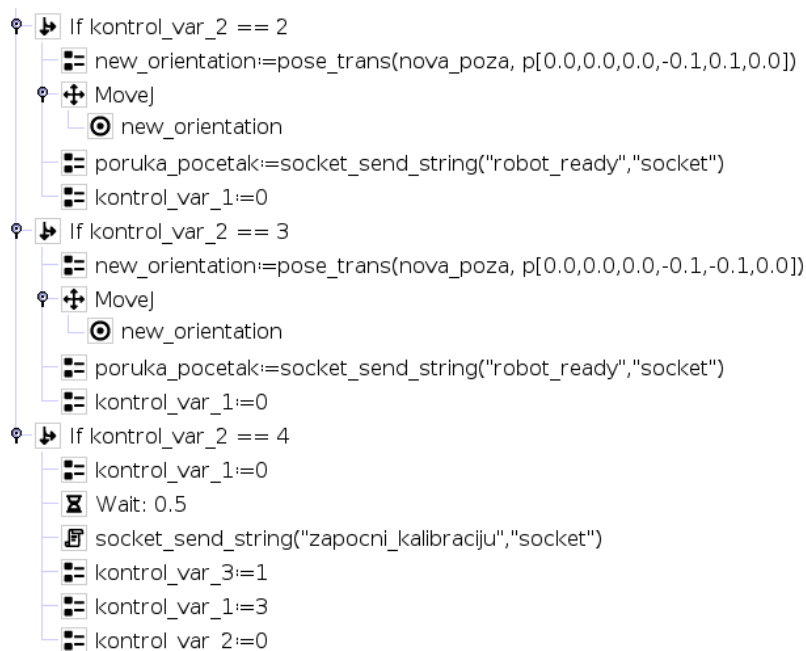 If kontrol_var_2 == 2
new_orientation:=pose_trans(nova_poza, p[0.0,0.0,0.0,-0.1,0.1,0.0])
MoveJ
new_orientation
poruka_pocetak:=socket_send_string("robot_ready","socket")
kontrol_var_1:=0
If kontrol_var_2 == 3
new_orientation:=pose_trans(nova_poza, p[0.0,0.0,0.0,-0.1,-0.1,0.0])
MoveJ
new_orientation
poruka_pocetak:=socket_send_string("robot_ready","socket")
kontrol_var_1:=0
If kontrol_var_2 == 4
kontrol_var_1:=0
Wait: 0.5
socket_send_string("zapocni_kalibraciju","socket")
kontrol_var_3:=1
kontrol_var_1:=3
kontrol_var_2:=0